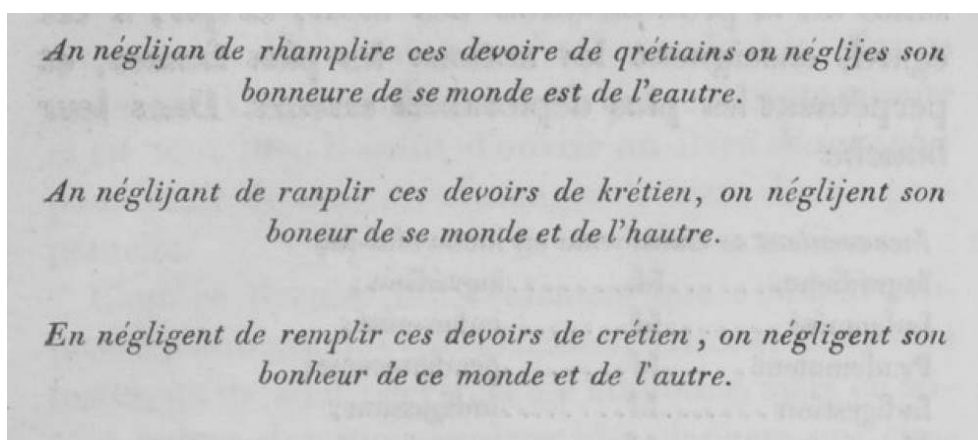 An néglijan de rhamplire ces devoire de qrétiains ou néglijes son
bonneure de se monde est de l'eautre.
An néglijant de ranplir ces devoirs de krétien, on néglijent son
boneur de se monde et de l'hautre.
En négligent de remplir ces devoirs de crétien, on négligent son
bonheur de ce monde et de l'autre.